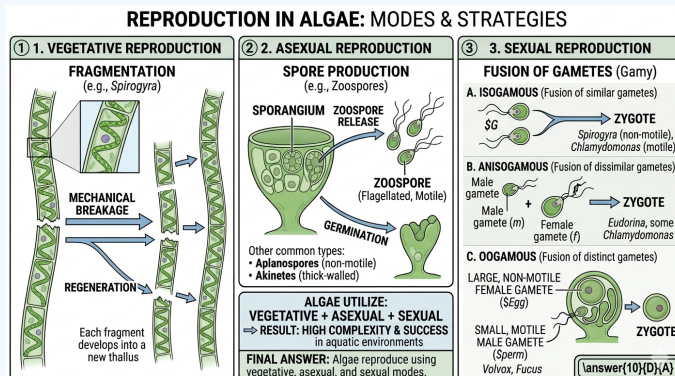 REPRODUCTION IN ALGAE: MODES & STRATEGIES
① 1. VEGETATIVE REPRODUCTION
FRAGMENTATION
(e.g., Spirogyra)
MECHANICAL
BREAKAGE
REGENERATION
Each fragment
develops into a
new thallus
② 2. ASEXUAL PRODUCTION
SPORE PRODUCTION
(e.g., Zoospores)
SPORANGIUM
ZOOSPORE
RELEASE
ZOOSPORE
(Flagellated, Motile)
GERMINATION
Other common types:
• Aplanospores (non-motile)
• Akinetes (thick-walled)
ALGAE UTILIZE:
VEGETATIVE + ASEXUAL + SEXUAL
RESULT: HIGH COMPLEXITY & SUCCESS
in aquatic environments
FINAL ANSWER: Algae reproduce using
vegetative, asexual, and sexual modes.
③ 3. SEXUAL REPRODUCTION
FUSION OF GAMETES (Gamy)
A. ISOGAMOUS (Fusion of similar gametes)
$G
ZYGOTE
Spirogyra (non-motile),
Chlamydomonas (motile)
B. ANISOGAMOUS (Fusion of dissimilar gametes)
Male
gamete
Male
gamete (m)
+
Female
gamete (f)
ZYGOTE
Eudorina, some
Chlamydomonas
C. OOGAMOUS (Fusion of distinct gametes)
LARGE, NON-MOTILE
FEMALE GAMETE
($Egg)
SMALL, MOTILE
MALE GAMETE
(Sperm)
Volvox, Fucus
ZYGOTE
\answer{10}{D}{A}